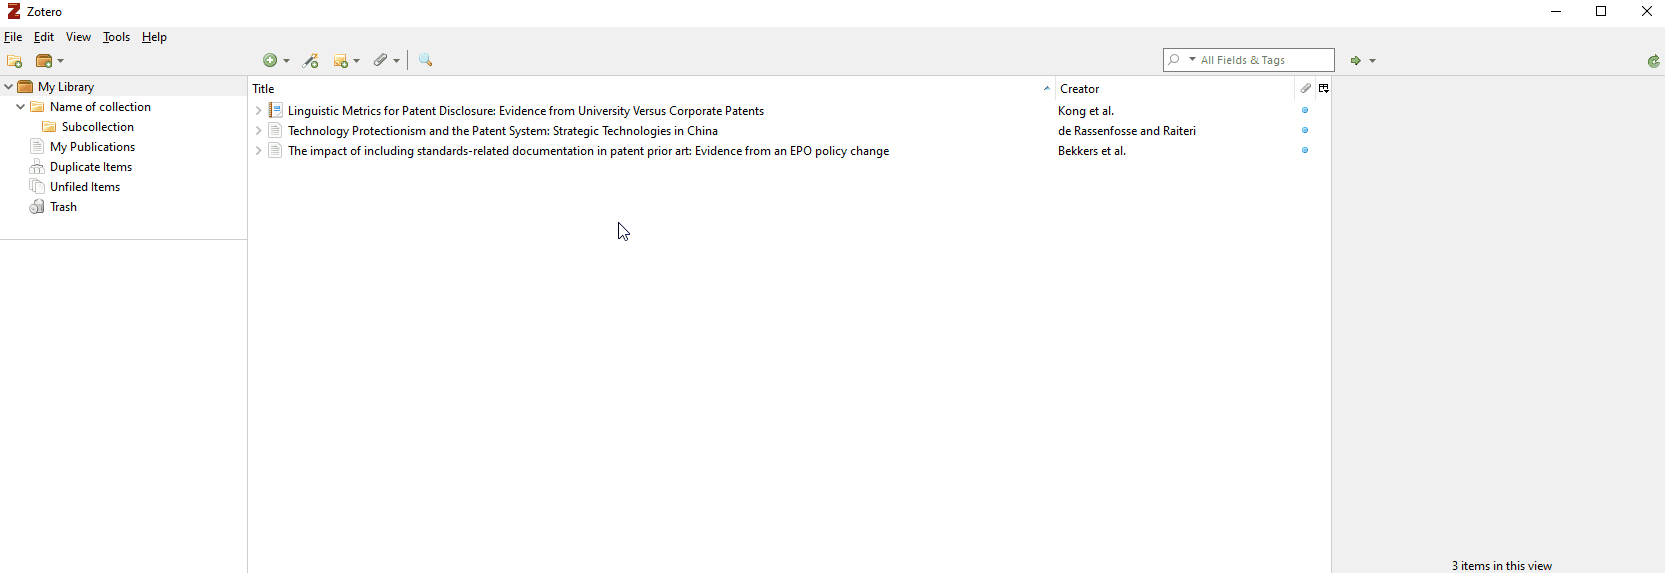 Zotero
File Edit View Tools Help
All Fields & Tags
My Library
Name of collection
Subcollection
My Publications
Duplicate Items
Unfiled Items
Trash
Title Creator
Linguistic Metrics for Patent Disclosure: Evidence from University Versus Corporate Patents Kong et al.
Technology Protectionism and the Patent System: Strategic Technologies in China de Rassenfosse and Raiteri
The impact of including standards-related documentation in patent prior art: Evidence from an EPO policy change Bekkers et al.
3 items in this view